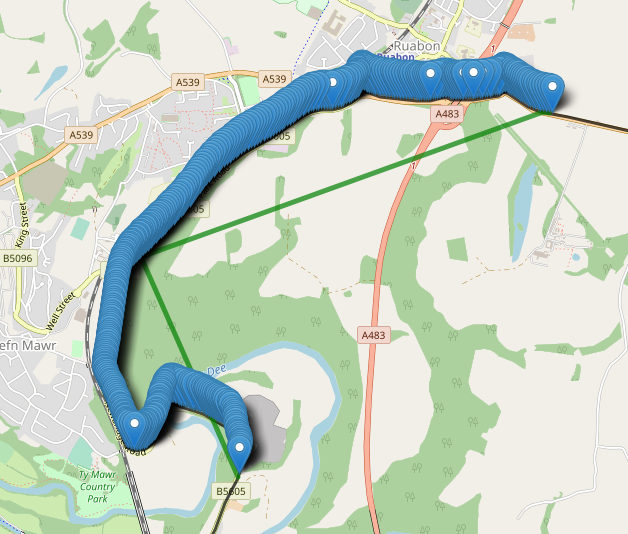 Ruabon
Ruabon
A539
A539
A483
A539
King Street
B5096
Well Street
efn Mawr
A483
Dee
Ty Mawr
Country
Park
B5605